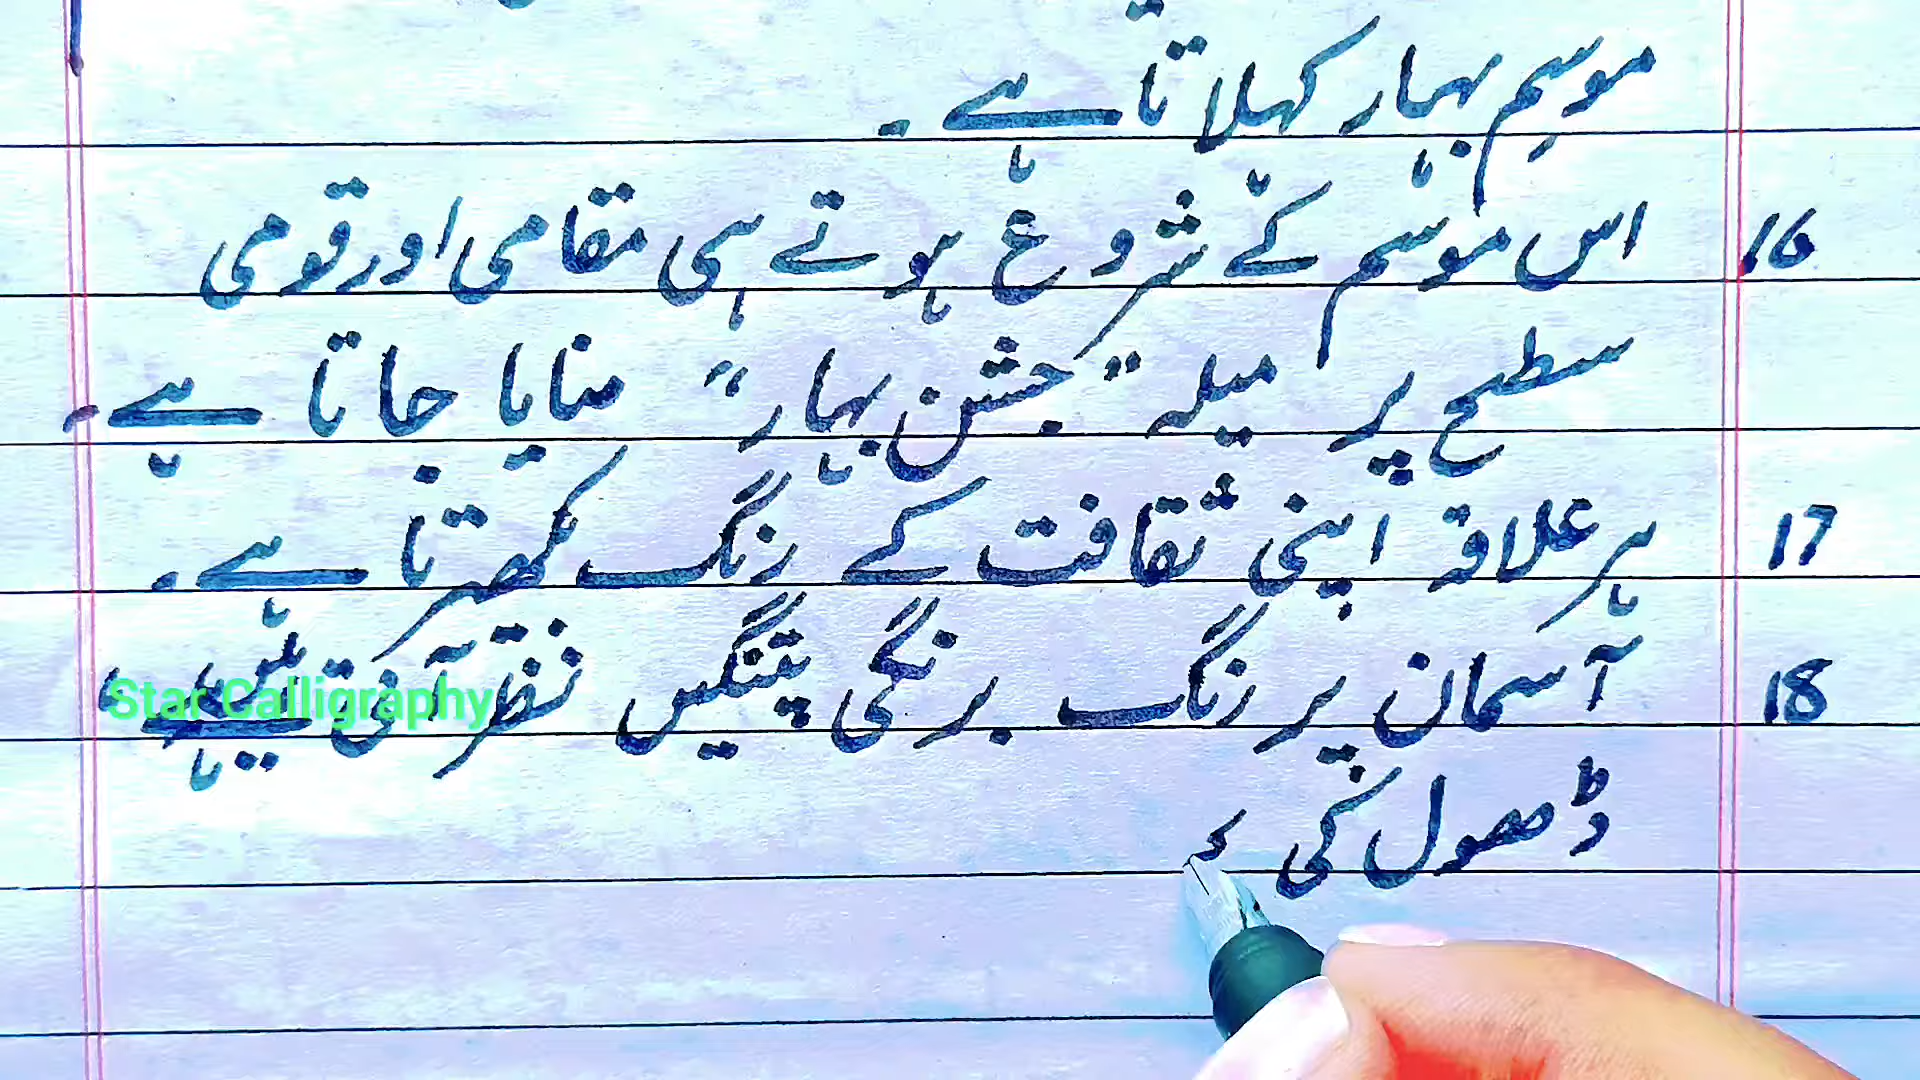 موسِم بہار کہلاتا ہے ۔
16 اس موسم کے شروع ہوتے ہی مقامی اور قومی
سطح پر میلہ " جشن بہار " منایا جاتا ہے ۔
17 ہر علاقہ اپنی ثقافت کے رنگ بکھیرتا ہے ۔
18 آسمان پر رنگ برنگی پتنگیں نظر آتی ہیں
Star Calligraphy
ڈھول کی